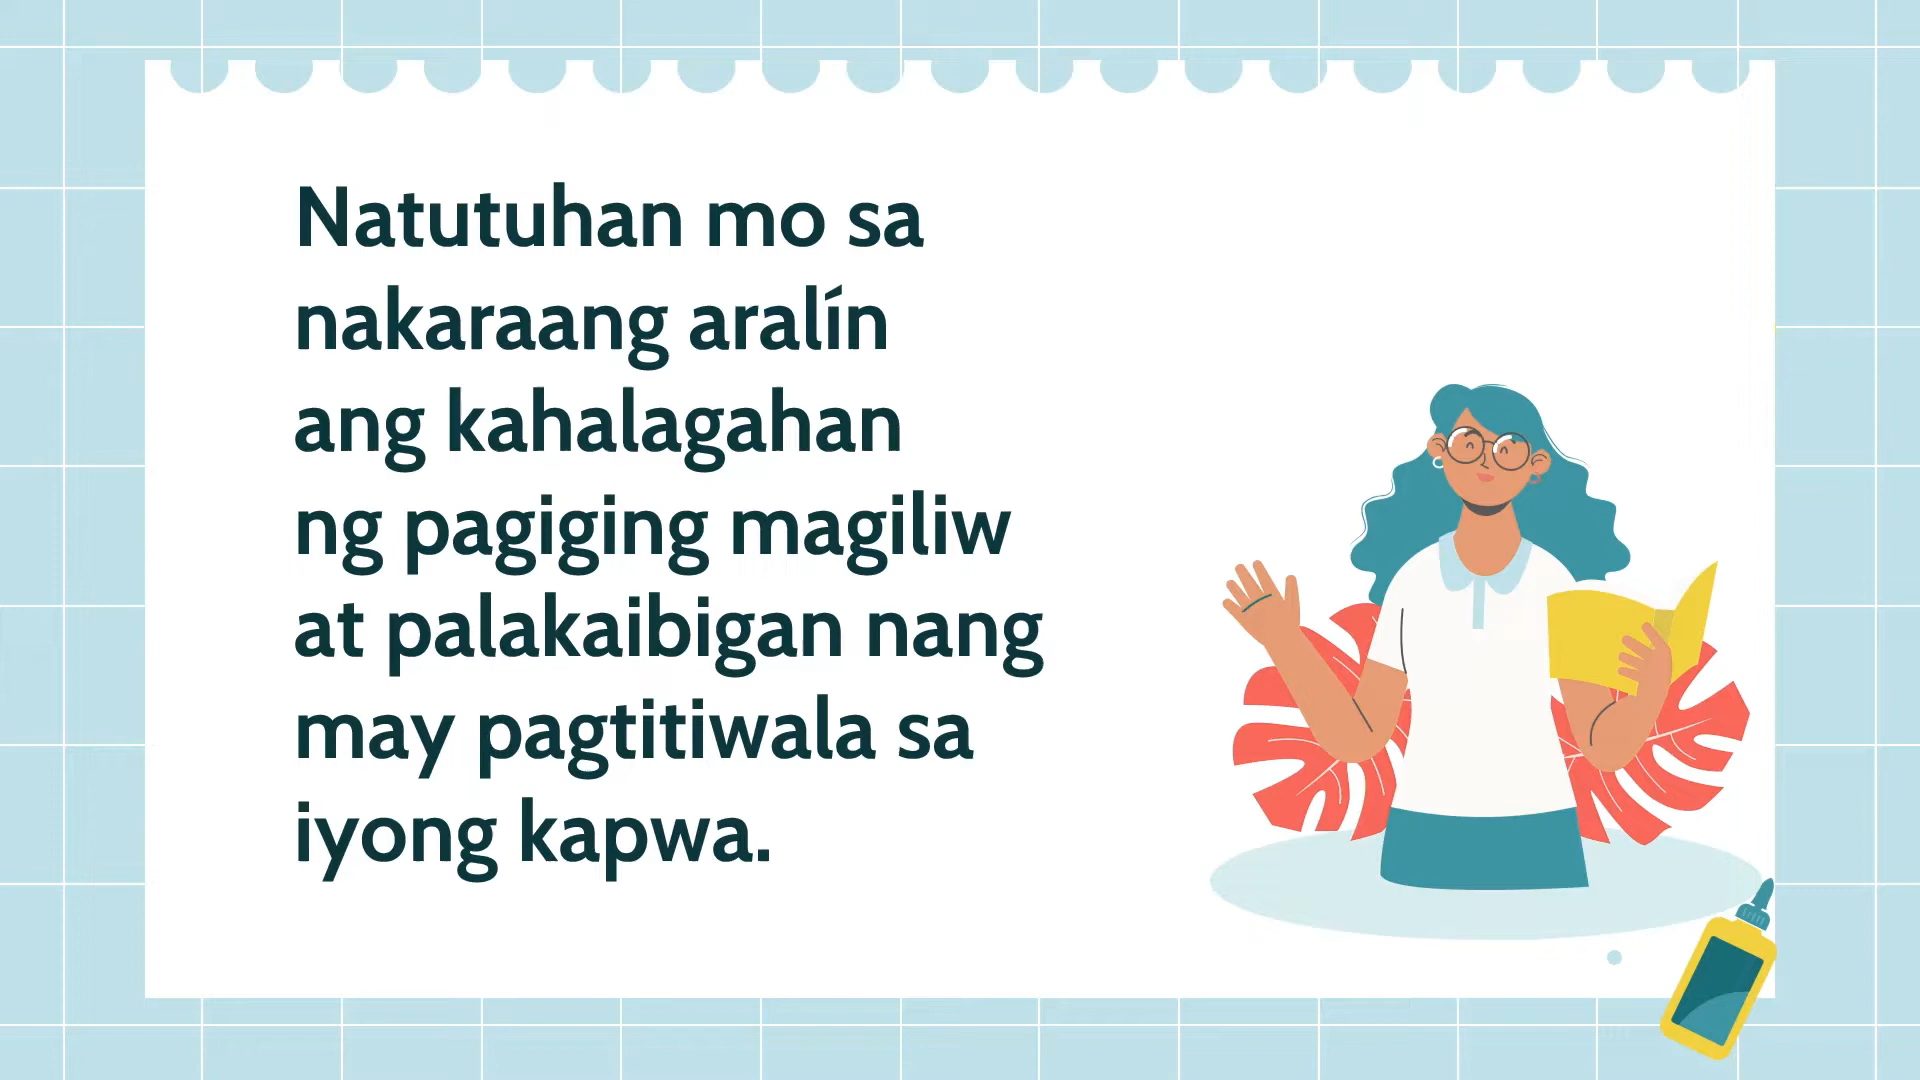 Natutuhan mo sa
nakaraang aralín
ang kahalagahan
ng pagiging magiliw
at palakaibigan nang
may pagtitiwala sa
iyong kapwa.